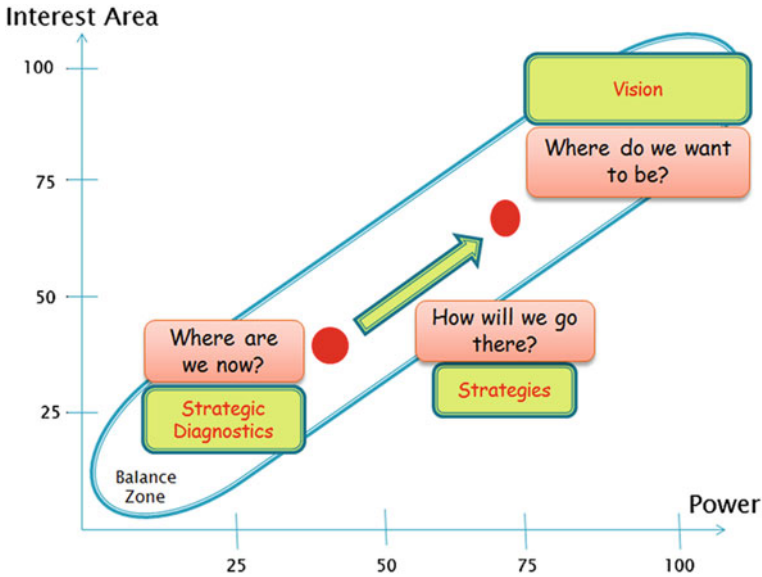 Interest Area
100
Vision
Where do we want
to be?
75
50
Where are
we now?
How will we go
there?
Strategic
Diagnostics
Strategies
25
Balance
Zone
Power
25
50
75
100